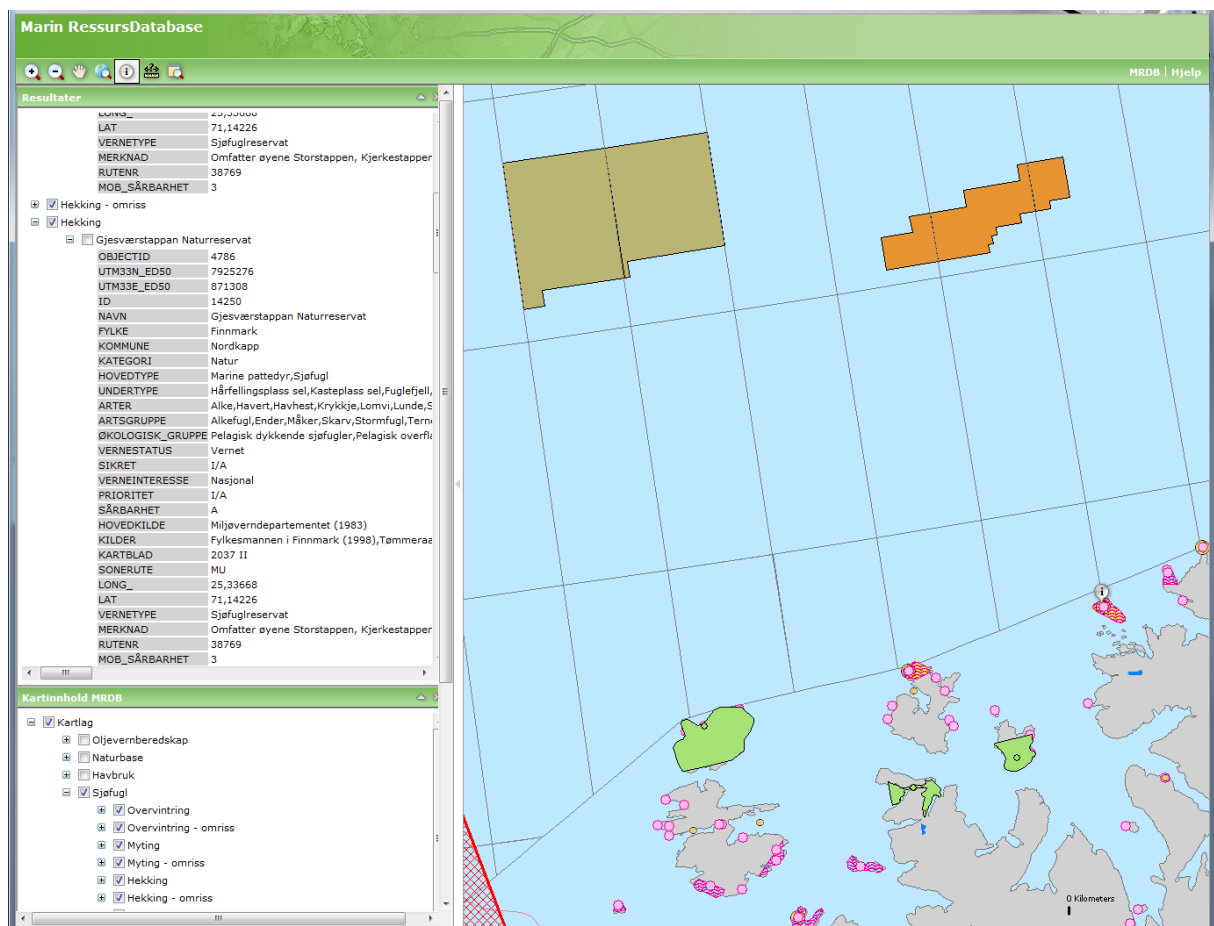 Marin RessursDatabase
MRDB | Hjelp
Resultater
LONG_ 25,33668
LAT 71,14226
VERNETYPE Sjøfuglreservat
MERKNAD Omfatter øyene Storstappen, Kjerkestapper
RUTENR 38769
MOB_SÅRBARHET 3
Hekking - omriss
Hekking
Gjesværstappan Naturreservat
OBJECTID 4786
UTM33N_ED50 7925276
UTM33E_ED50 871308
ID 14250
NAVN Gjesværstappan Naturreservat
FYLKE Finnmark
KOMMUNE Nordkapp
KATEGORI Natur
HOVEDTYPE Marine pattedyr,Sjøfugl
UNDERTYPE Hårfellingsplass sel,Kasteplass sel,Fuglefjell,
ARTER Alke,Havert,Havhest,Krykkje,Lomvi,Lunde,S
ARTSGRUPPE Alkefugl,Ender,Måker,Skarv,Stormfugl,Terne
ØKOLOGISK_GRUPPE Pelagisk dykkende sjøfugler,Pelagisk overfla
VERNESTATUS Vernet
SIKRET I/A
VERNEINTERESSE Nasjonal
PRIORITET I/A
SÅRBARHET A
HOVEDKILDE Miljøverndepartementet (1983)
KILDER Fylkesmannen i Finnmark (1998),Tømmeraa
KARTBLAD 2037 II
SONERUTE MU
LONG_ 25,33668
LAT 71,14226
VERNETYPE Sjøfuglreservat
MERKNAD Omfatter øyene Storstappen, Kjerkestapper
RUTENR 38769
MOB_SÅRBARHET 3
Kartinnhold MRDB
Kartlag
Oljevernberedskap
Naturbase
Havbruk
Sjøfugl
Overvintring
Overvintring - omriss
Myting
Myting - omriss
Hekking
Hekking - omriss
0 Kilometers